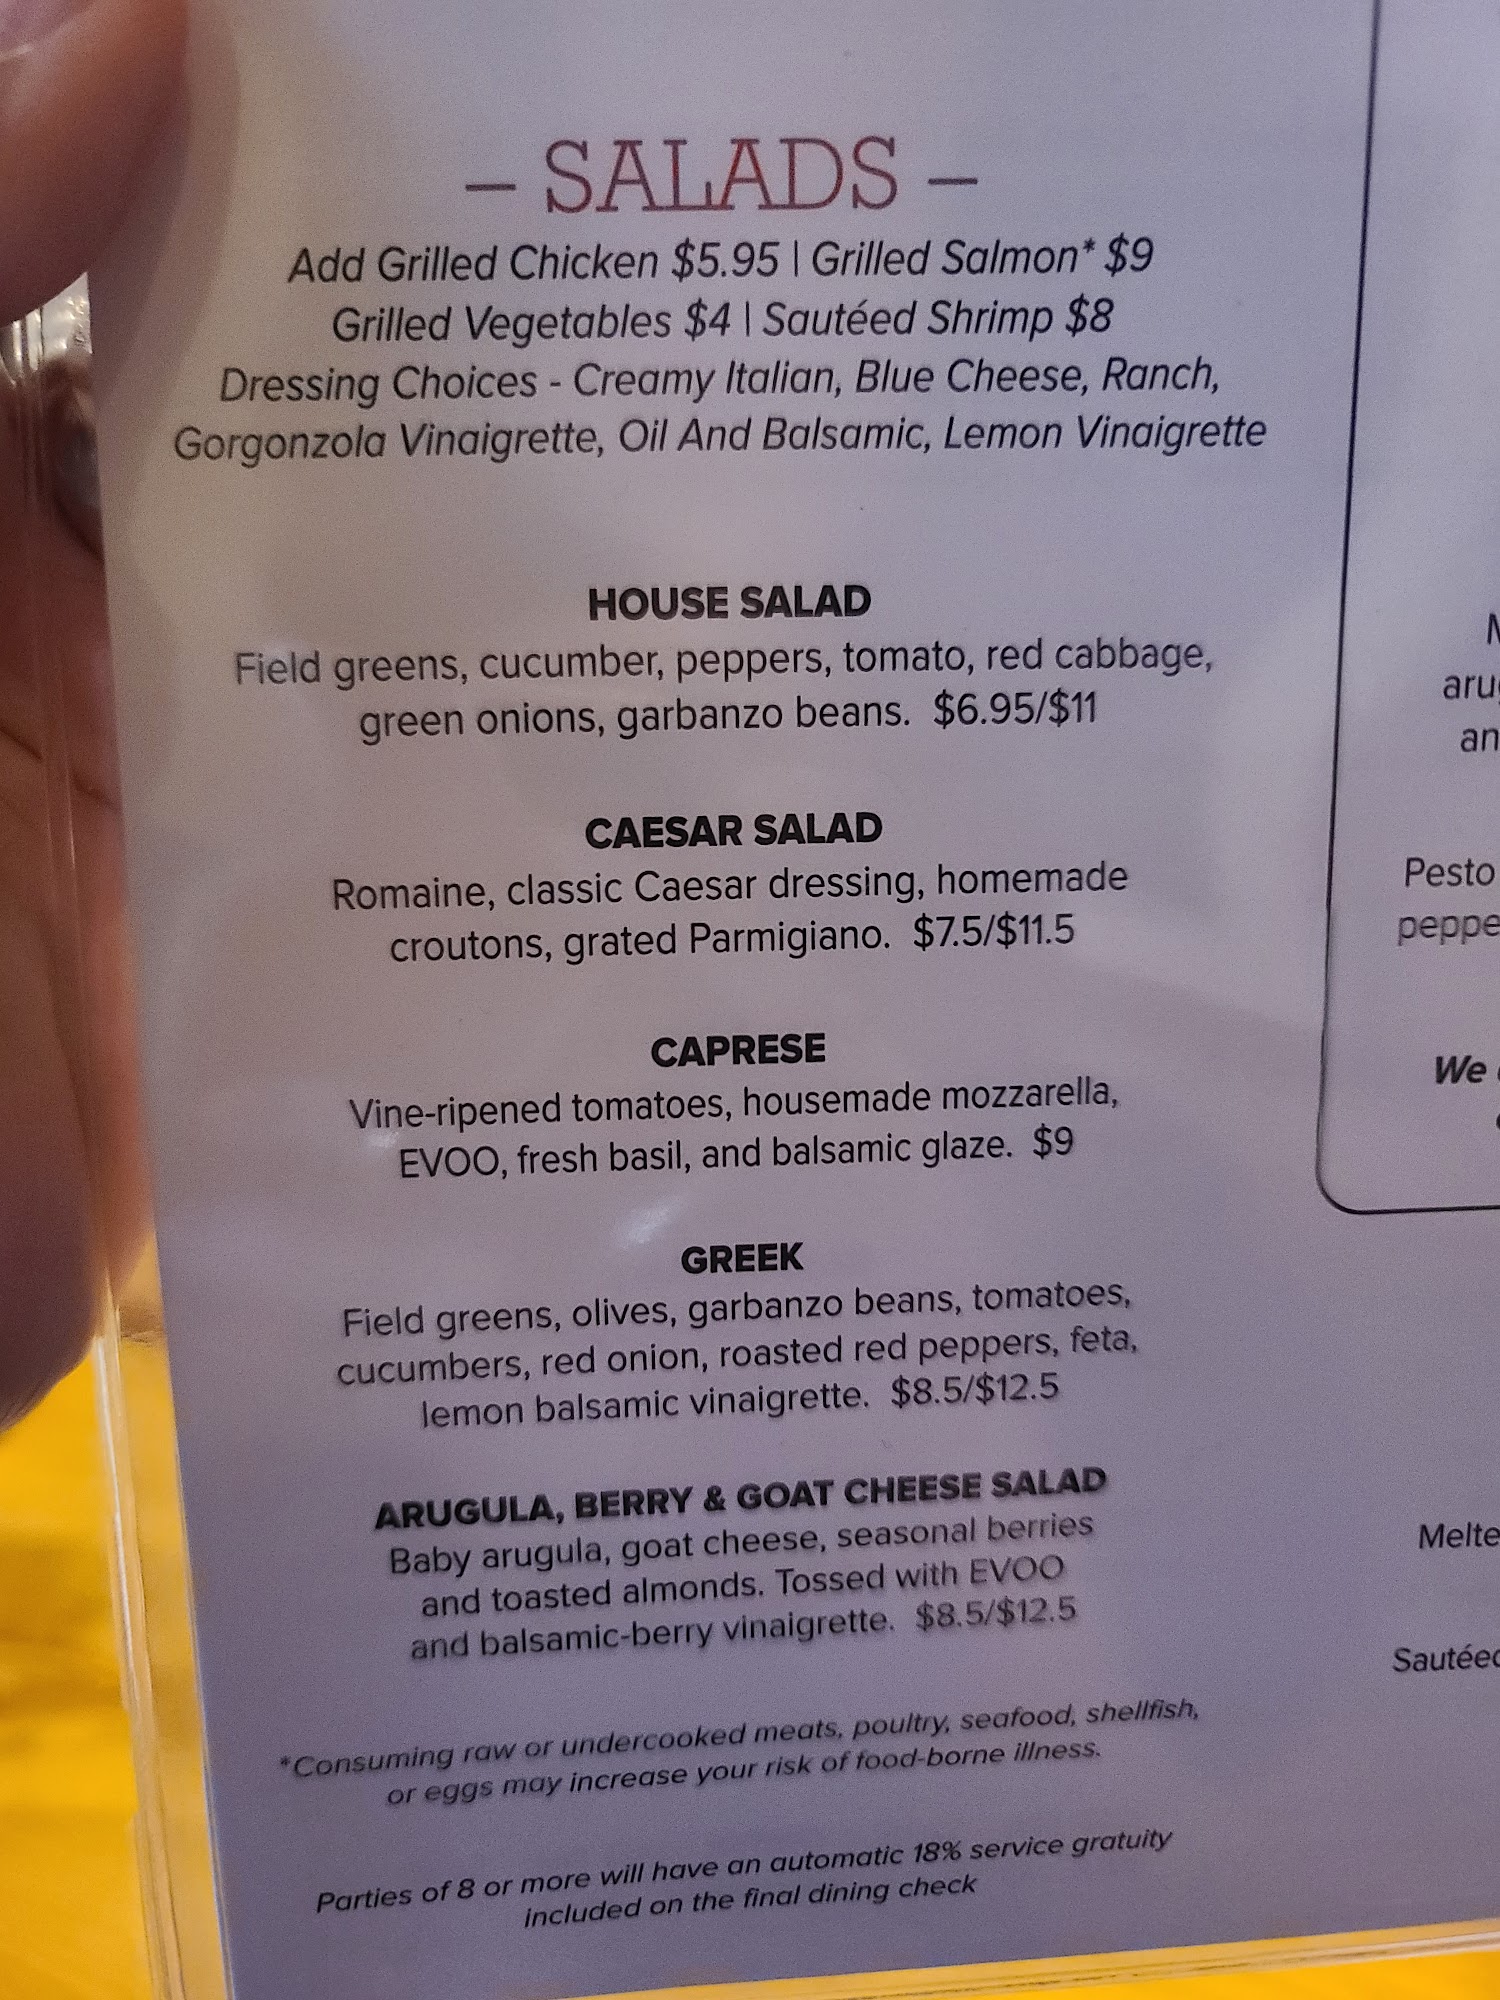 – SALADS –
Add Grilled Chicken $5.95 | Grilled Salmon* $9
Grilled Vegetables $4 | Sautéed Shrimp $8
Dressing Choices - Creamy Italian, Blue Cheese, Ranch,
Gorgonzola Vinaigrette, Oil And Balsamic, Lemon Vinaigrette
HOUSE SALAD
Field greens, cucumber, peppers, tomato, red cabbage,
green onions, garbanzo beans. $6.95/$11
CAESAR SALAD
Romaine, classic Caesar dressing, homemade
croutons, grated Parmigiano. $7.5/$11.5
CAPRESE
Vine-ripened tomatoes, housemade mozzarella,
EVOO, fresh basil, and balsamic glaze. $9
GREEK
Field greens, olives, garbanzo beans, tomatoes,
cucumbers, red onion, roasted red peppers, feta,
lemon balsamic vinaigrette. $8.5/$12.5
ARUGULA, BERRY & GOAT CHEESE SALAD
Baby arugula, goat cheese, seasonal berries
and toasted almonds. Tossed with EVOO
and balsamic-berry vinaigrette. $8.5/$12.5
*Consuming raw or undercooked meats, poultry, seafood, shellfish,
or eggs may increase your risk of food-borne illness.
Parties of 8 or more will have an automatic 18% service gratuity
included on the final dining check
Pesto
We